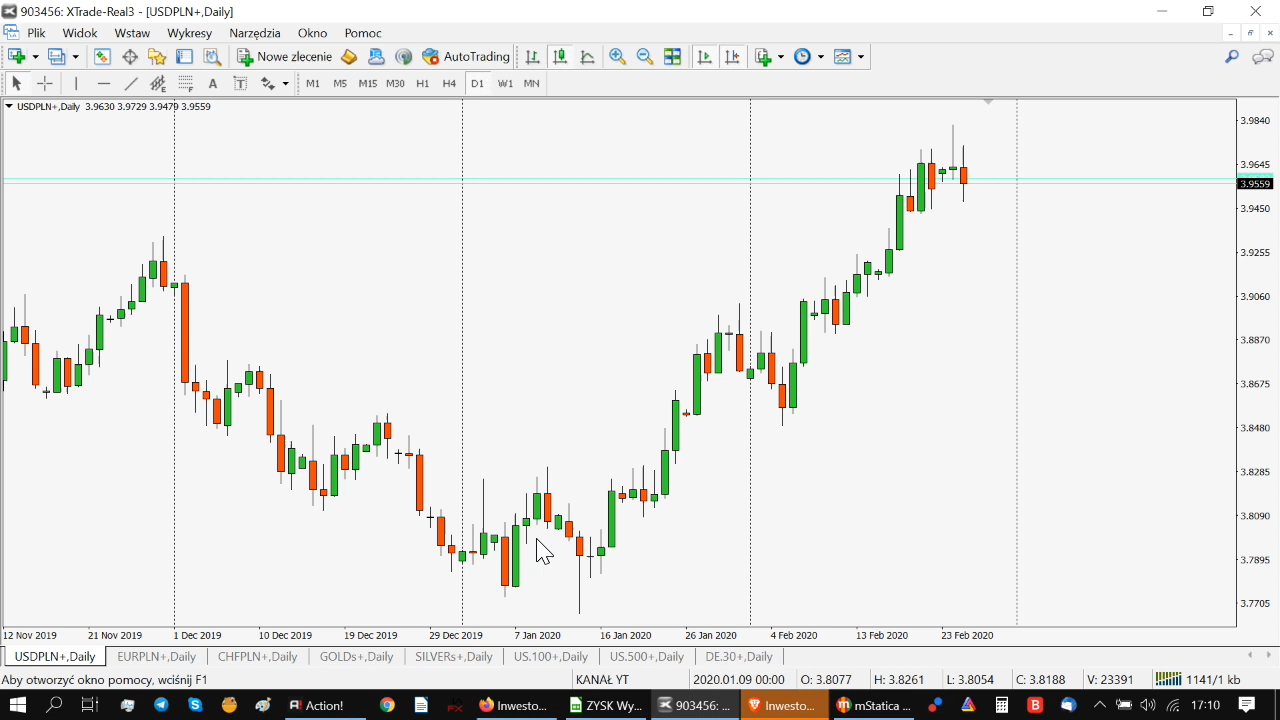 903456: XTrade-Real3 - [USDPLN+,Daily]
Plik Widok Wstaw Wykresy Narzędzia Okno Pomoc
Nowe zlecenie AutoTrading
A T M1 M5 M15 M30 H1 H4 D1 W1 MN
USDPLN+,Daily 3.9630 3.9729 3.9479 3.9559
3.9840
3.9645
3.9559
3.9450
3.9255
3.9060
3.8870
3.8675
3.8480
3.8285
3.8090
3.7895
3.7705
12 Nov 2019 21 Nov 2019 1 Dec 2019 10 Dec 2019 19 Dec 2019 29 Dec 2019 7 Jan 2020 16 Jan 2020 26 Jan 2020 4 Feb 2020 13 Feb 2020 23 Feb 2020
USDPLN+,Daily EURPLN+,Daily CHFPLN+,Daily GOLDs+,Daily SILVERs+,Daily US.100+,Daily US.500+,Daily DE.30+,Daily
Aby otworzyć okno pomocy, wciśnij F1 KANAŁ YT 2020.01.09 00:00 O: 3.8077 H: 3.8261 L: 3.8054 C: 3.8188 V: 23391 1141/1 kb
Action! FX Inwesto... ZYSK Wy... 903456: ... Inwesto... mStatica ... 17:10